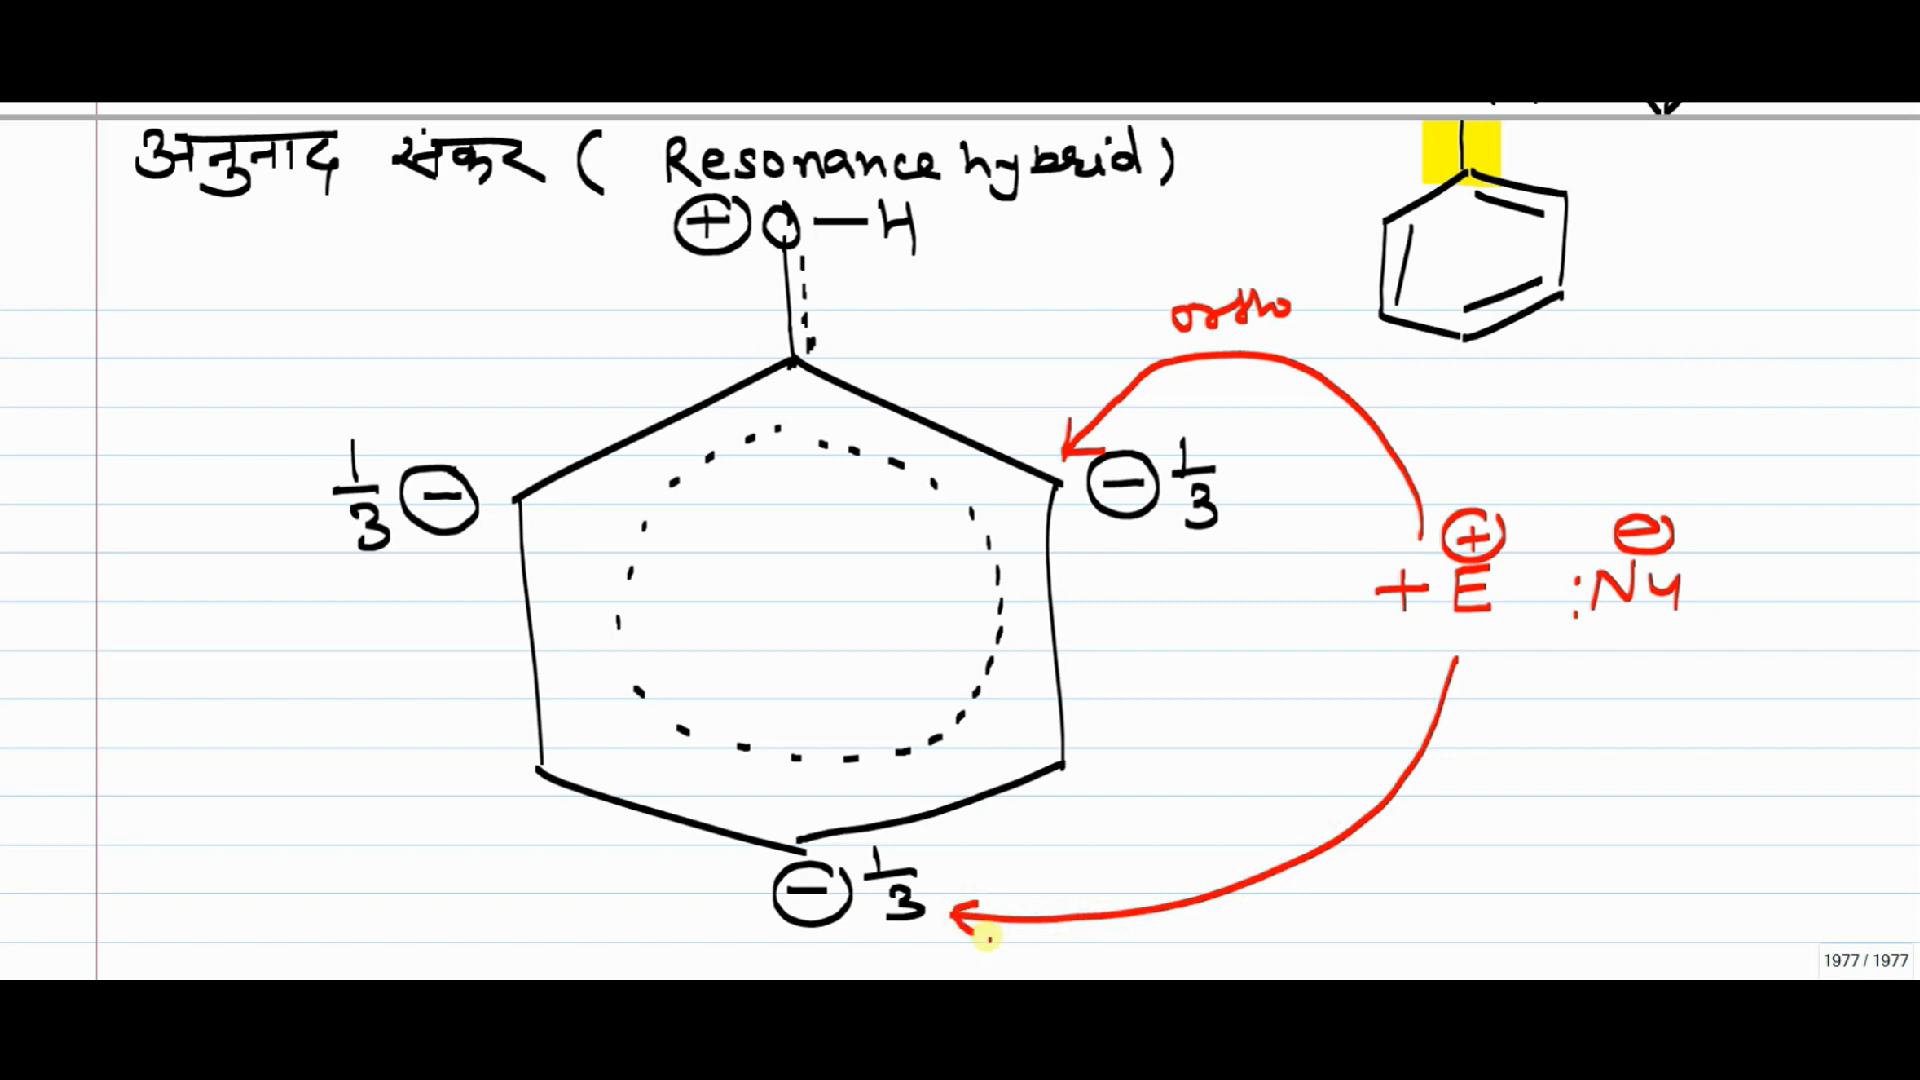 अनुनाद संकर ( Resonance hybrid )
⊕ O — H
ortho
1/3 ⊖
⊖ 1/3
⊕ ⊖
+ E :Nu
⊖ 1/3
1977 / 1977